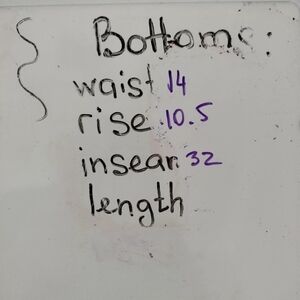 Bottoms:
waist 14
rise 10.5
inseam 32
length